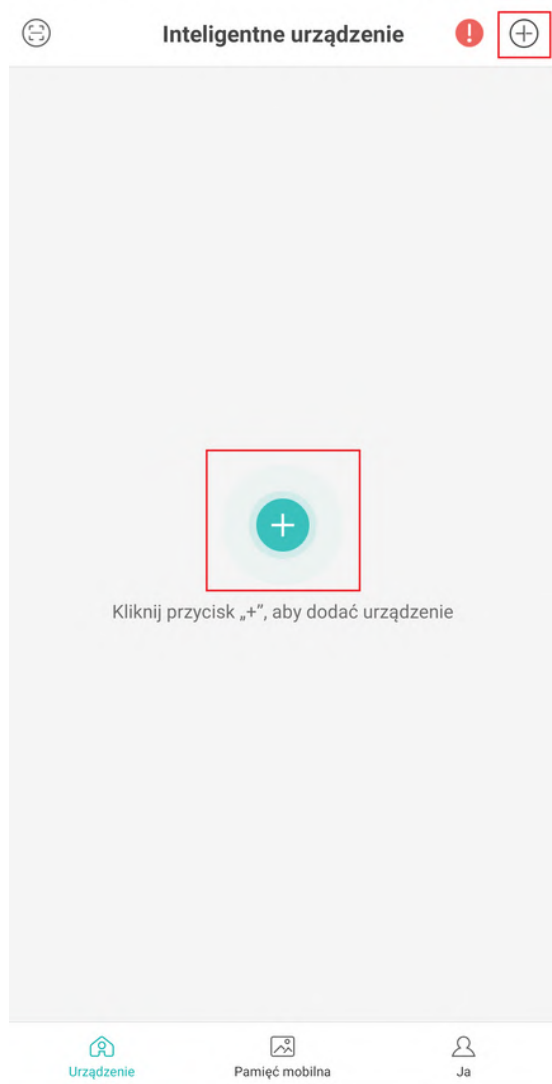 Inteligentne urządzenie
Kliknij przycisk „+”, aby dodać urządzenie
Urządzenie
Pamięć mobilna
Ja